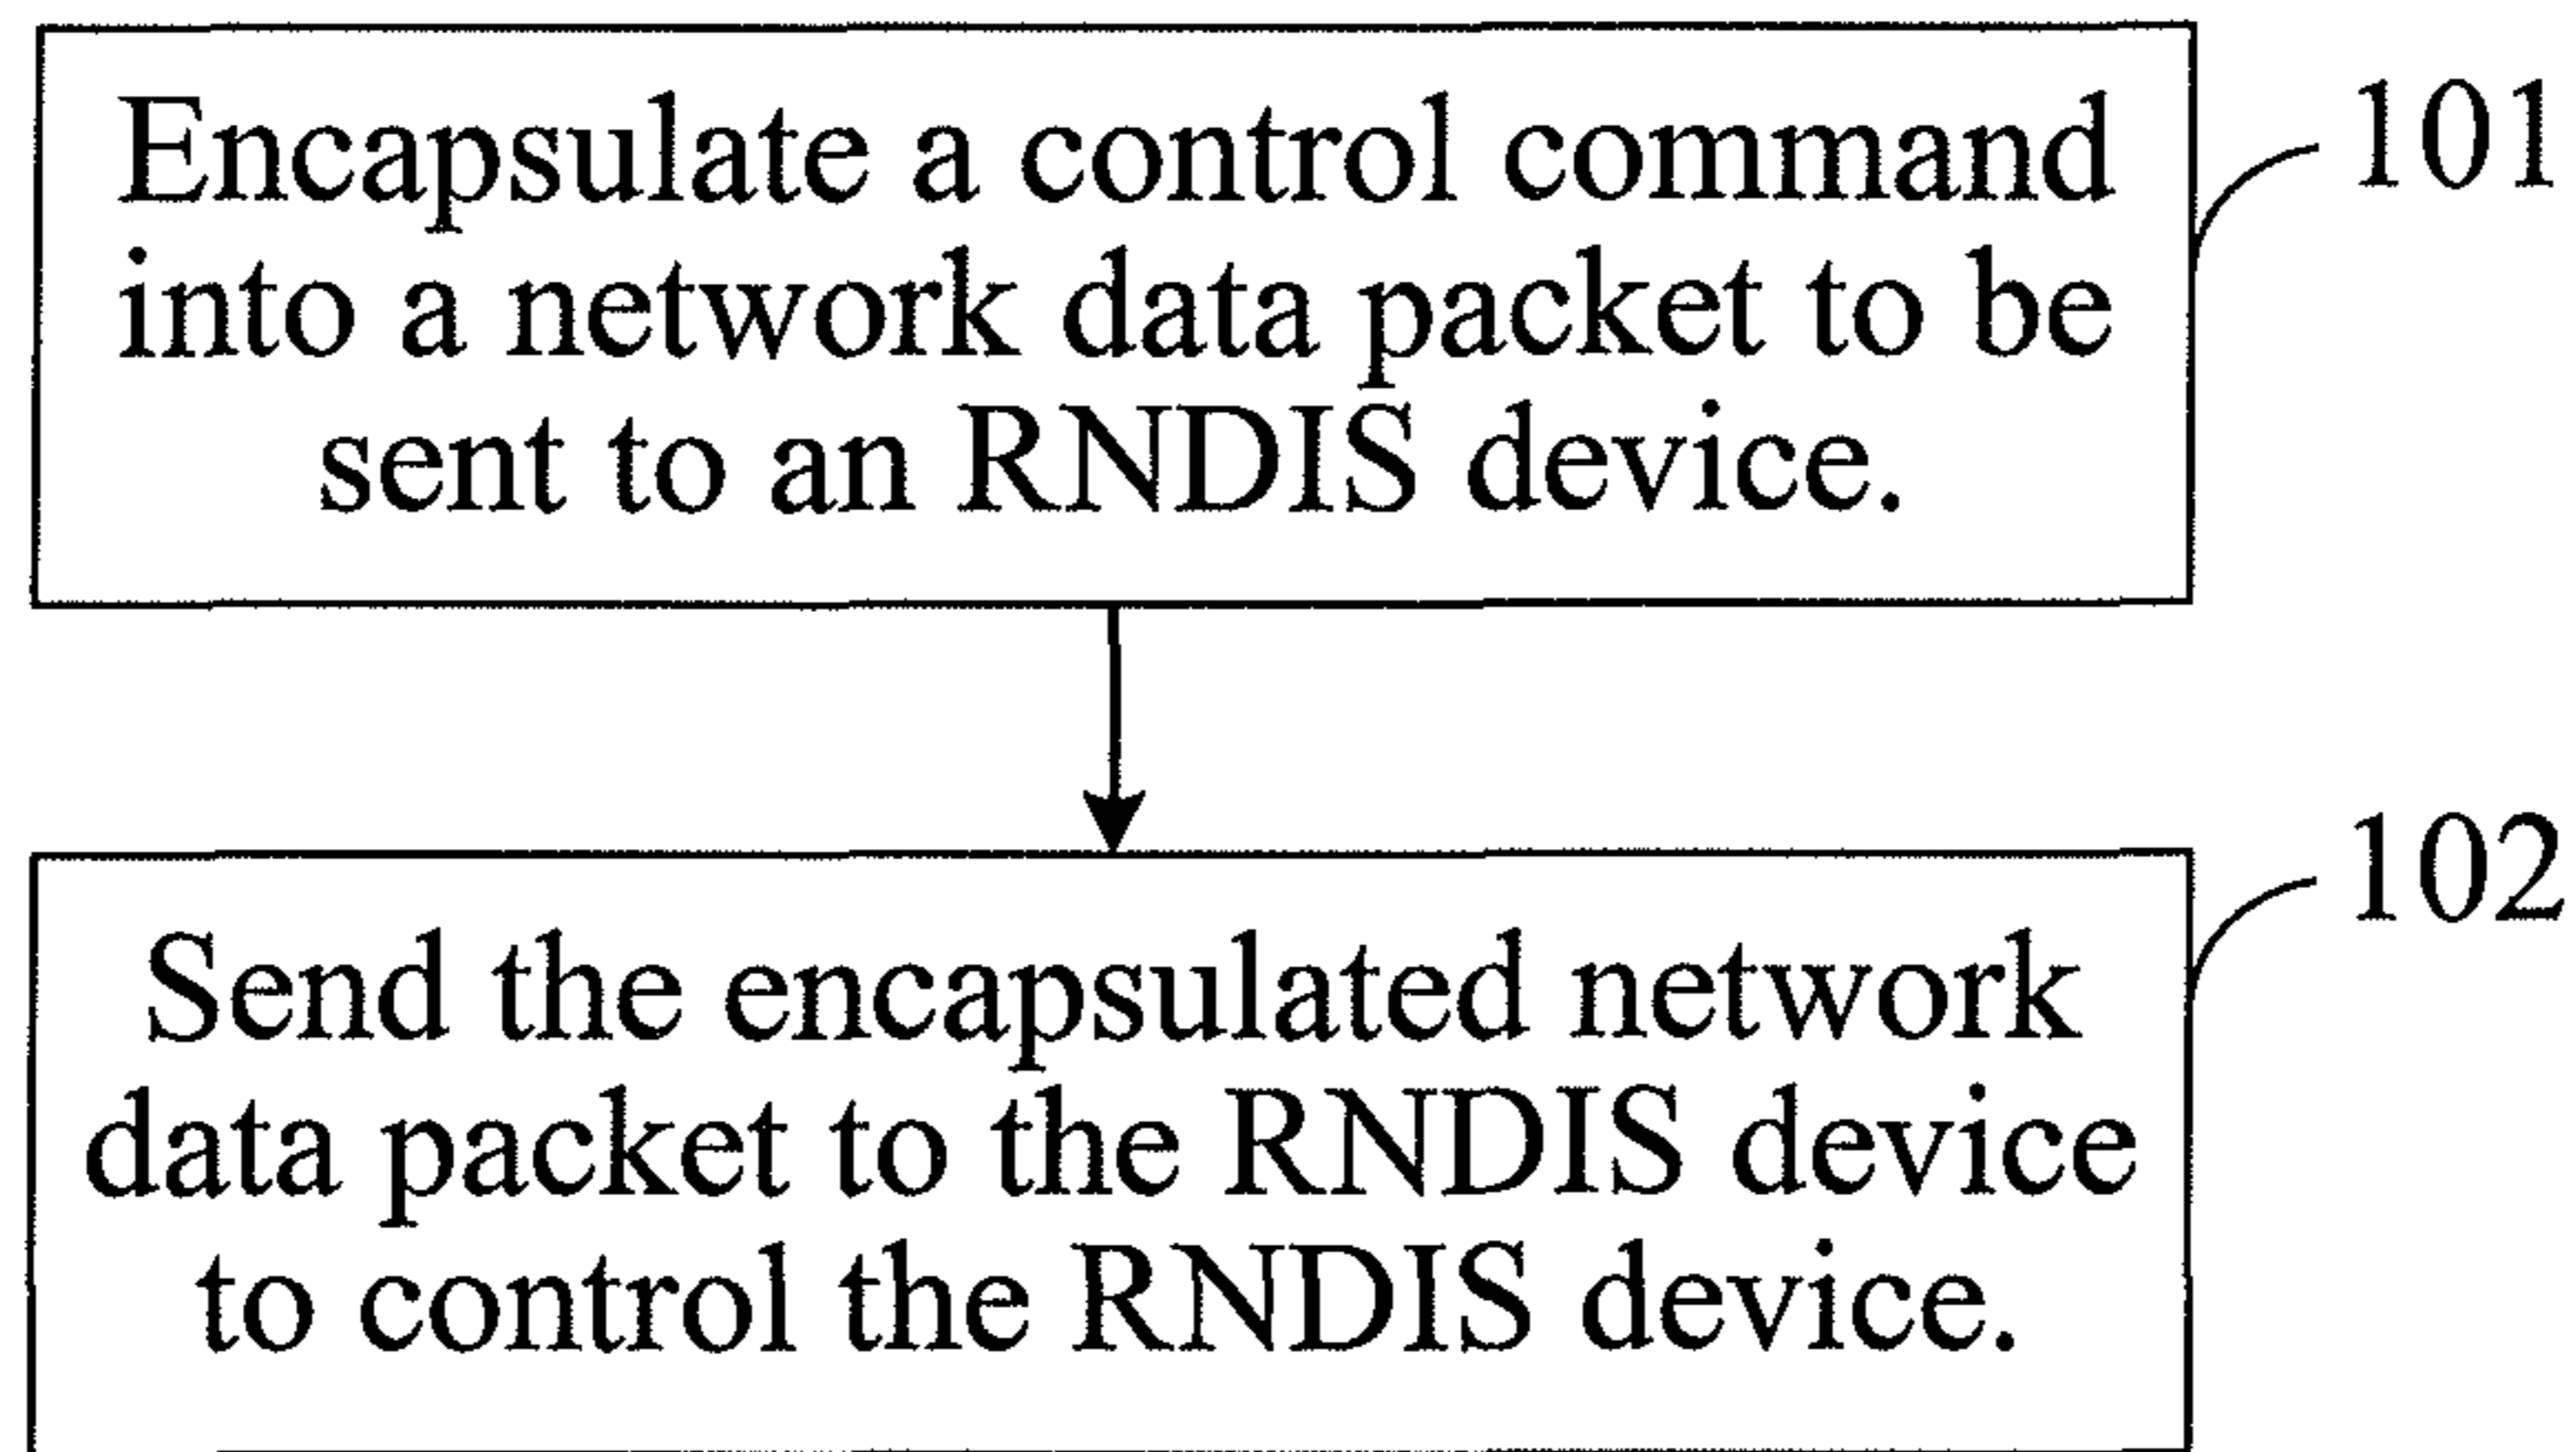 Encapsulate a control command
into a network data packet to be
sent to an RNDIS device.
101
Send the encapsulated network
data packet to the RNDIS device
to control the RNDIS device.
102